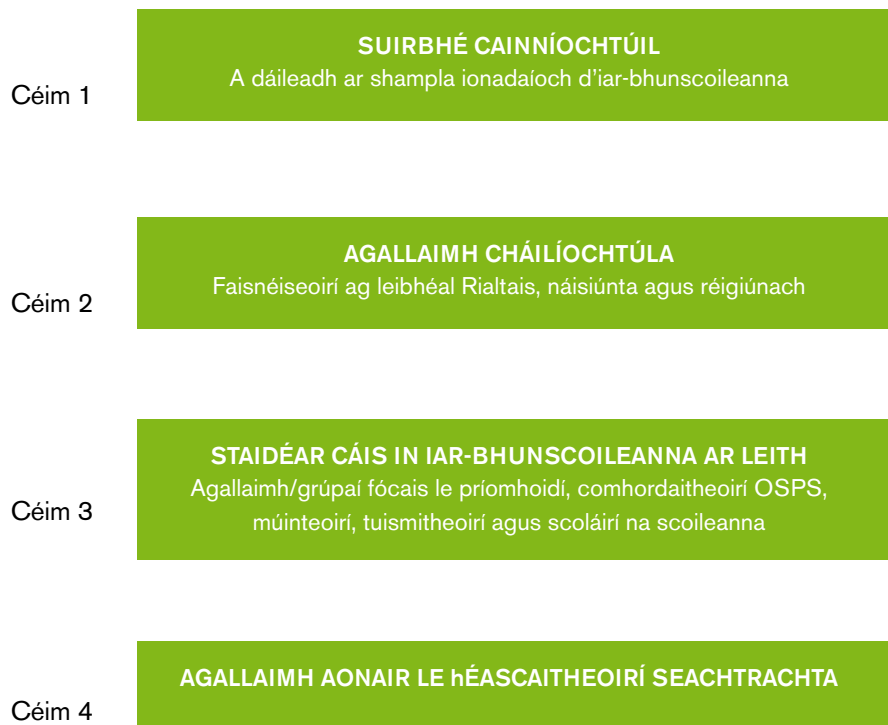 Céim 1
SUIRBHÉ CAINNÍOCHTÚIL
A dáileadh ar shampla ionadaíoch d'iar-bhunscoileanna
Céim 2
AGALLAIMH CHÁILÍOCHTÚLA
Faisnéiseoirí ag leibhéal Rialtais, náisiúnta agus réigiúnach
Céim 3
STAIDÉAR CÁIS IN IAR-BHUNSCOILEANNA AR LEITH
Agallaimh/grúpaí fócais le príomhoidí, comhordaitheoirí OSPS,
múinteoirí, tuismitheoirí agus scoláirí na scoileanna
Céim 4
AGALLAIMH AONAIR LE hÉASCAITHEOIRÍ SEACHTRACHTA